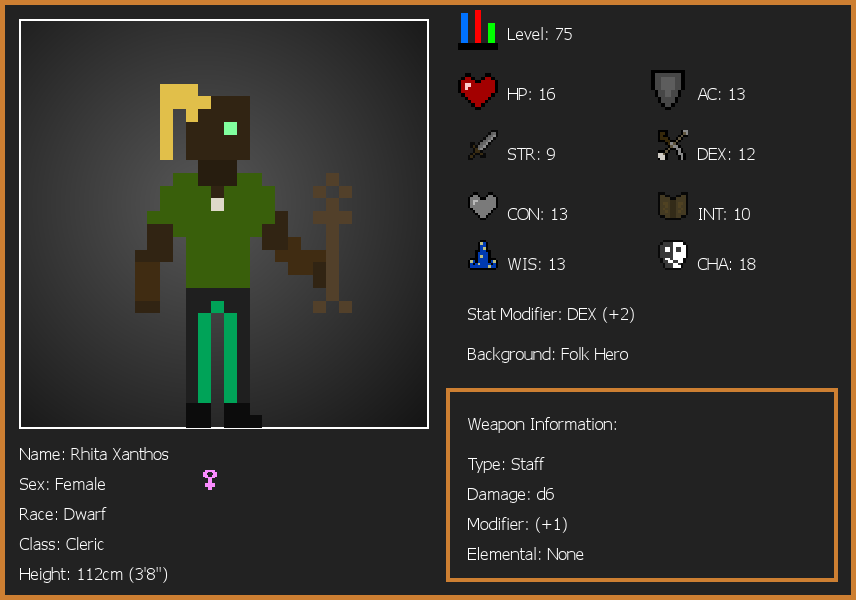 Level: 75
HP: 16
AC: 13
STR: 9
DEX: 12
CON: 13
INT: 10
WIS: 13
CHA: 18
Stat Modifier: DEX (+2)
Background: Folk Hero
Weapon Information:
Type: Staff
Damage: d6
Modifier: (+1)
Elemental: None
Name: Rhita Xanthos
Sex: Female
Race: Dwarf
Class: Cleric
Height: 112cm (3'8")